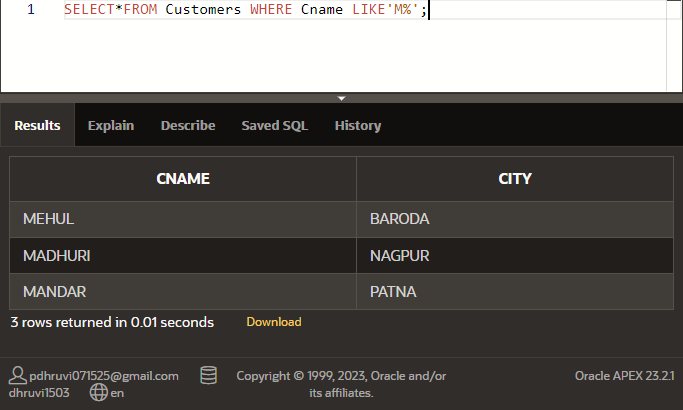 1 SELECT*FROM Customers WHERE Cname LIKE'M%';
Results Explain Describe Saved SQL History
CNAME CITY
MEHUL BARODA
MADHURI NAGPUR
MANDAR PATNA
3 rows returned in 0.01 seconds Download
pdhruvi071525@gmail.com Copyright © 1999, 2023, Oracle and/or Oracle APEX 23.2.1
dhruvi1503 en its affiliates.